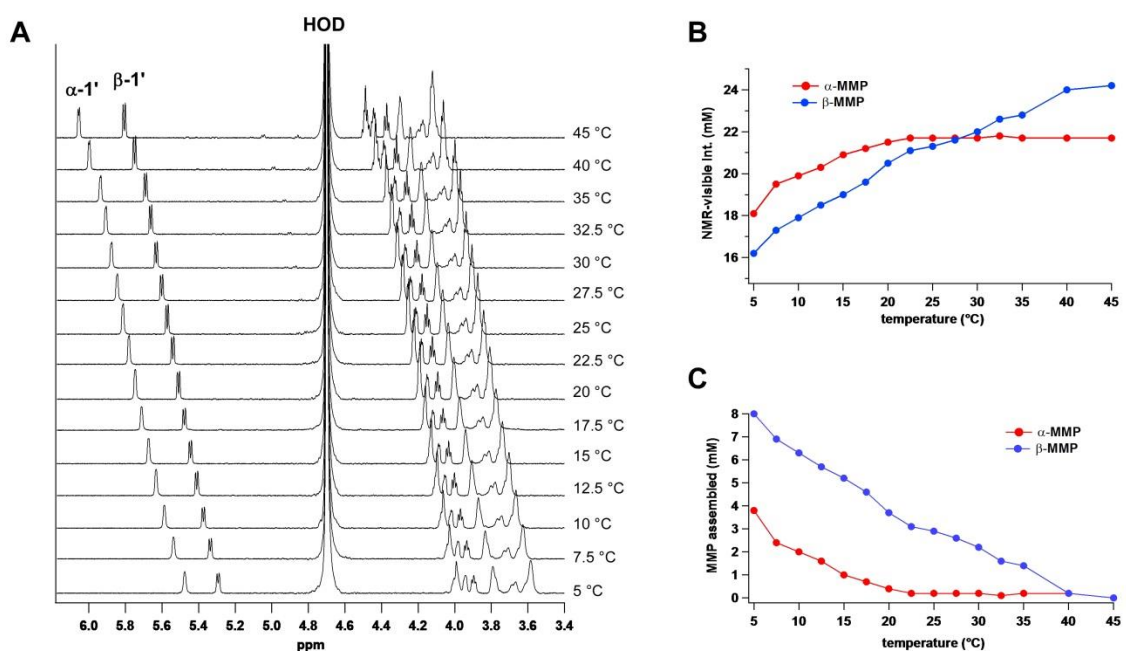 A
HOD
α-1'
β-1'
45 °C
40 °C
35 °C
32.5 °C
30 °C
27.5 °C
25 °C
22.5 °C
20 °C
17.5 °C
15 °C
12.5 °C
10 °C
7.5 °C
5 °C
6.0 5.8 5.6 5.4 5.2 5.0 4.8 4.6 4.4 4.2 4.0 3.8 3.6 3.4
ppm
B
α-MMP
β-MMP
NMR-visible Int. (mM)
24
22
20
18
16
5 10 15 20 25 30 35 40 45
temperature (°C)
C
α-MMP
β-MMP
MMP assembled (mM)
8
7
6
5
4
3
2
1
0
5 10 15 20 25 30 35 40 45
temperature (°C)